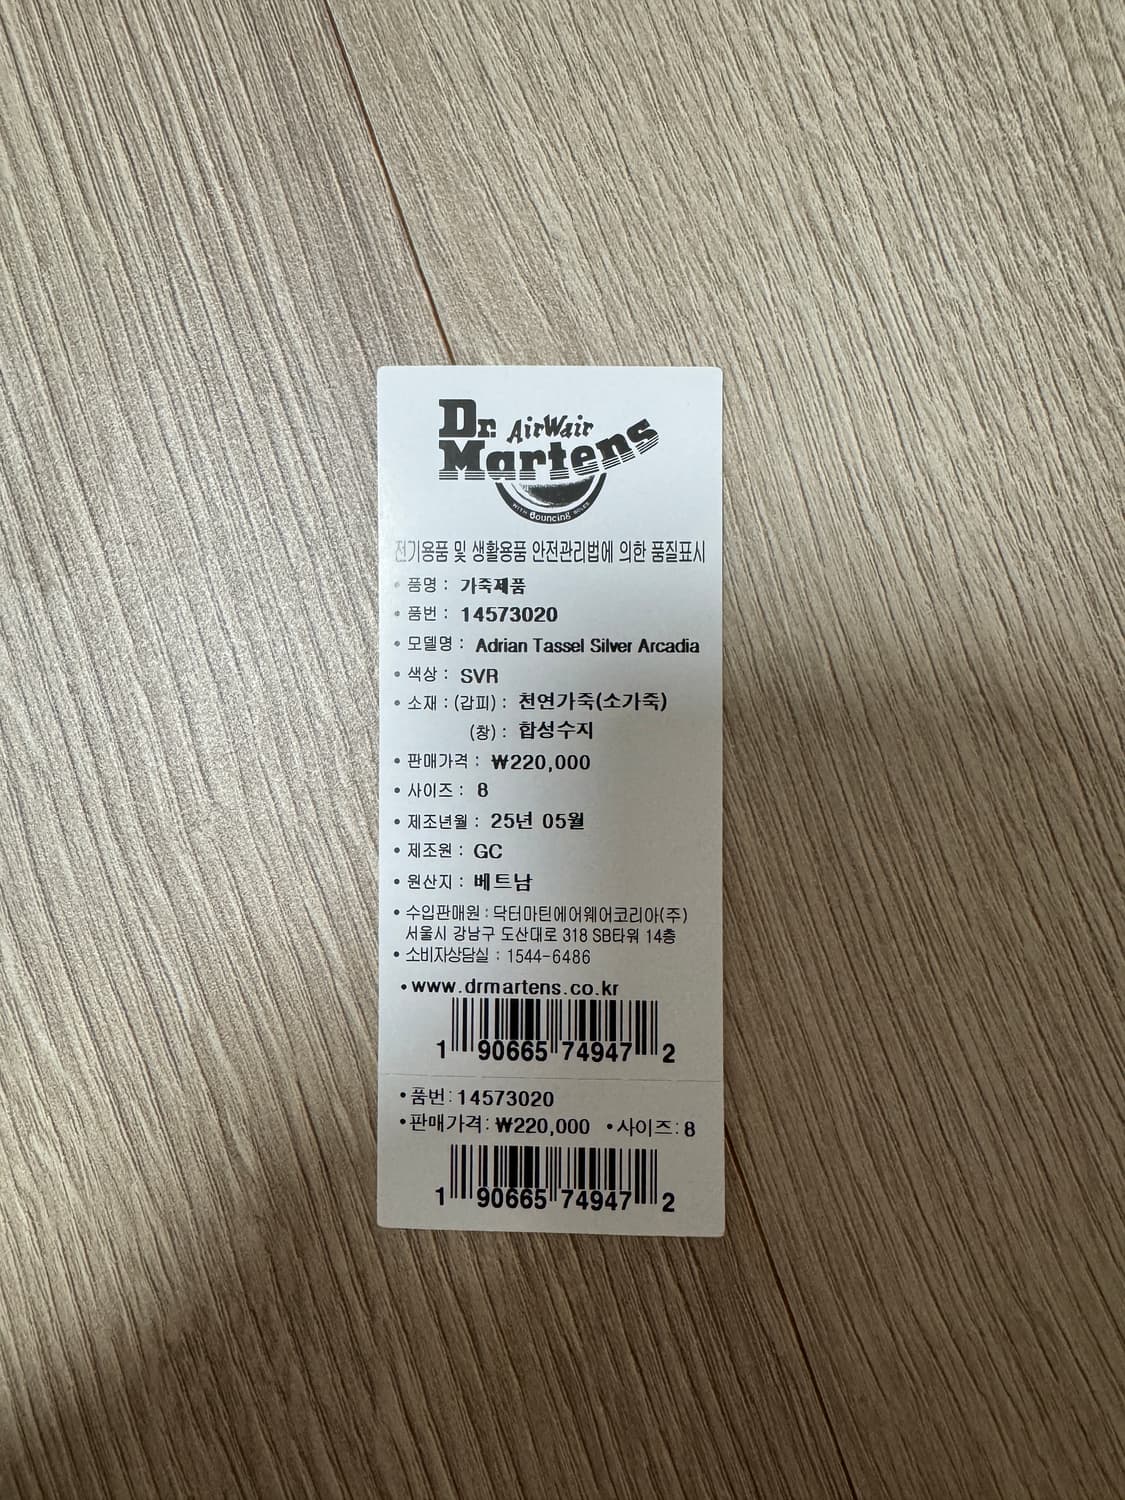 Dr. AirWair
Martens
WITH Bouncing SOLES
전기용품 및 생활용품 안전관리법에 의한 품질표시
• 품명 : 가죽제품
• 품번 : 14573020
• 모델명 : Adrian Tassel Silver Arcadia
• 색상 : SVR
• 소재 : (갑피) : 천연가죽(소가죽)
(창) : 합성수지
• 판매가격 : ₩220,000
• 사이즈 : 8
• 제조년월 : 25년 05월
• 제조원 : GC
• 원산지 : 베트남
• 수입판매원 : 닥터마틴에어웨어코리아(주)
서울시 강남구 도산대로 318 SB타워 14층
• 소비자상담실 : 1544-6486
• www.drmartens.co.kr
1 90665 74947 2
• 품번: 14573020
• 판매가격: ₩220,000 • 사이즈: 8
1 90665 74947 2